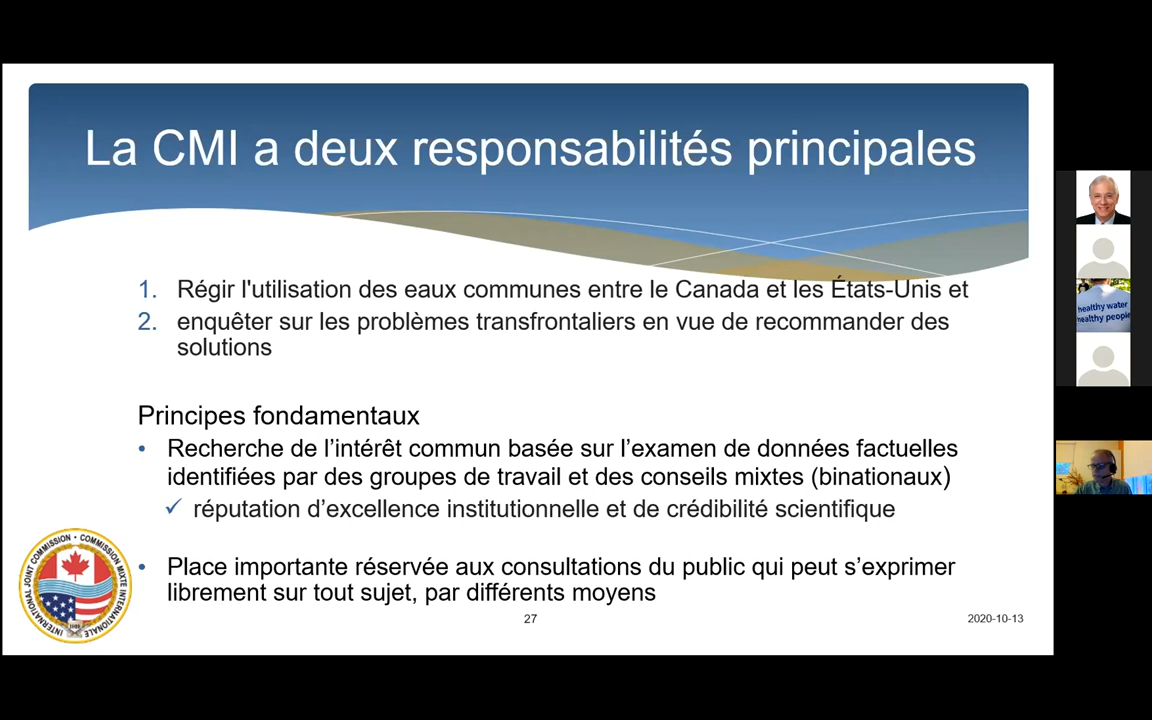 La CMI a deux responsabilités principales
1. Régir l'utilisation des eaux communes entre le Canada et les États-Unis et
2. enquêter sur les problèmes transfrontaliers en vue de recommander des
solutions
Principes fondamentaux
• Recherche de l’intérêt commun basée sur l’examen de données factuelles
identifiées par des groupes de travail et des conseils mixtes (binationaux)
✓ réputation d’excellence institutionnelle et de crédibilité scientifique
• Place importante réservée aux consultations du public qui peut s’exprimer
librement sur tout sujet, par différents moyens
INTERNATIONAL JOINT COMMISSION • COMMISSION MIXTE INTERNATIONALE
27
2020-10-13
healthy water
healthy people